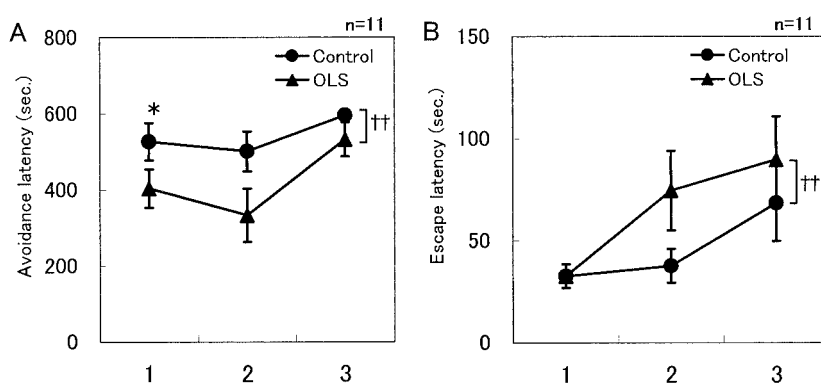 A
n=11
800
600
400
200
0
Avoidance latency (sec.)
Control
OLS
*
††
1 2 3
B
n=11
150
100
50
0
Escape latency (sec.)
Control
OLS
††
1 2 3